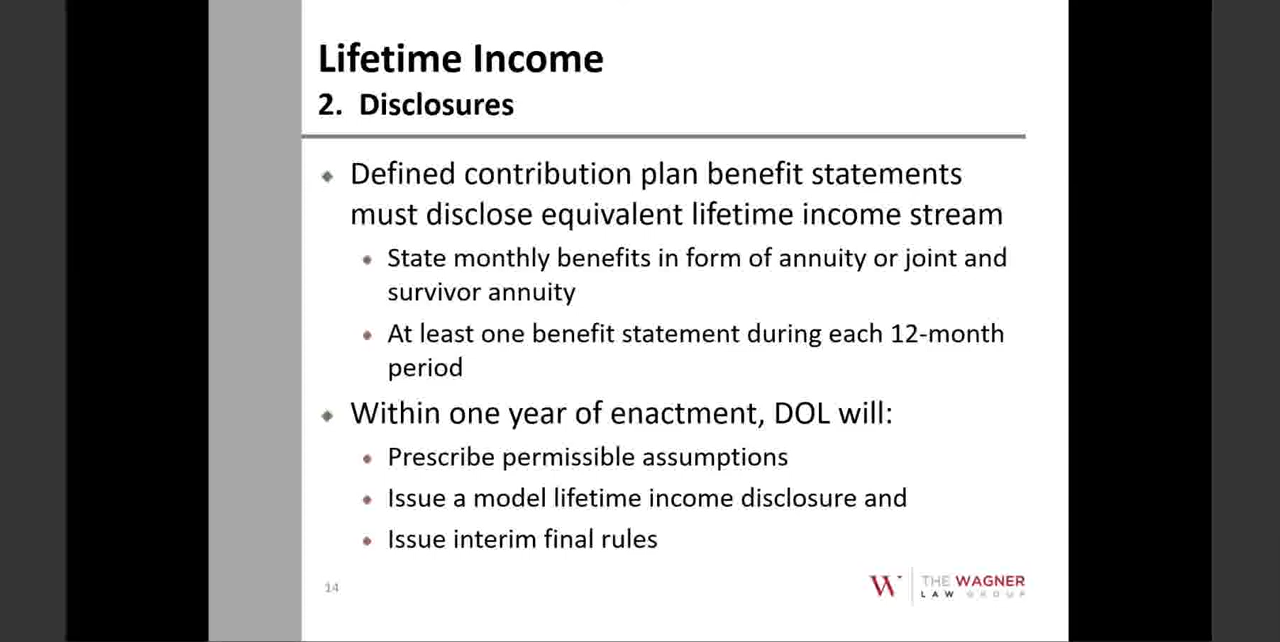 Lifetime Income
2. Disclosures
Defined contribution plan benefit statements
must disclose equivalent lifetime income stream
State monthly benefits in form of annuity or joint and
survivor annuity
At least one benefit statement during each 12-month
period
Within one year of enactment, DOL will:
Prescribe permissible assumptions
Issue a model lifetime income disclosure and
Issue interim final rules
14
W
THE WAGNER
LAW GROUP